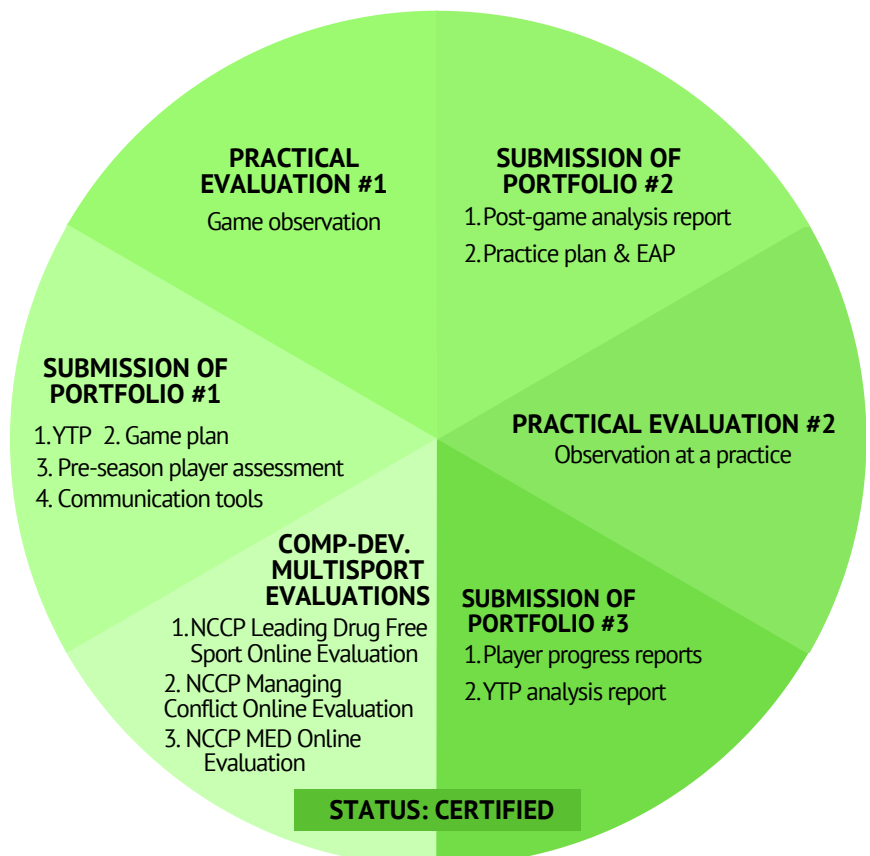 PRACTICAL
EVALUATION #1
Game observation
SUBMISSION OF
PORTFOLIO #2
1.Post-game analysis report
2.Practice plan & EAP
SUBMISSION OF
PORTFOLIO #1
1.YTP 2. Game plan
3. Pre-season player assessment
4. Communication tools
PRACTICAL EVALUATION #2
Observation at a practice
COMP-DEV.
MULTISPORT
EVALUATIONS
1.NCCP Leading Drug Free
Sport Online Evaluation
2. NCCP Managing
Conflict Online Evaluation
3. NCCP MED Online
Evaluation
SUBMISSION OF
PORTFOLIO #3
1.Player progress reports
2.YTP analysis report
STATUS: CERTIFIED